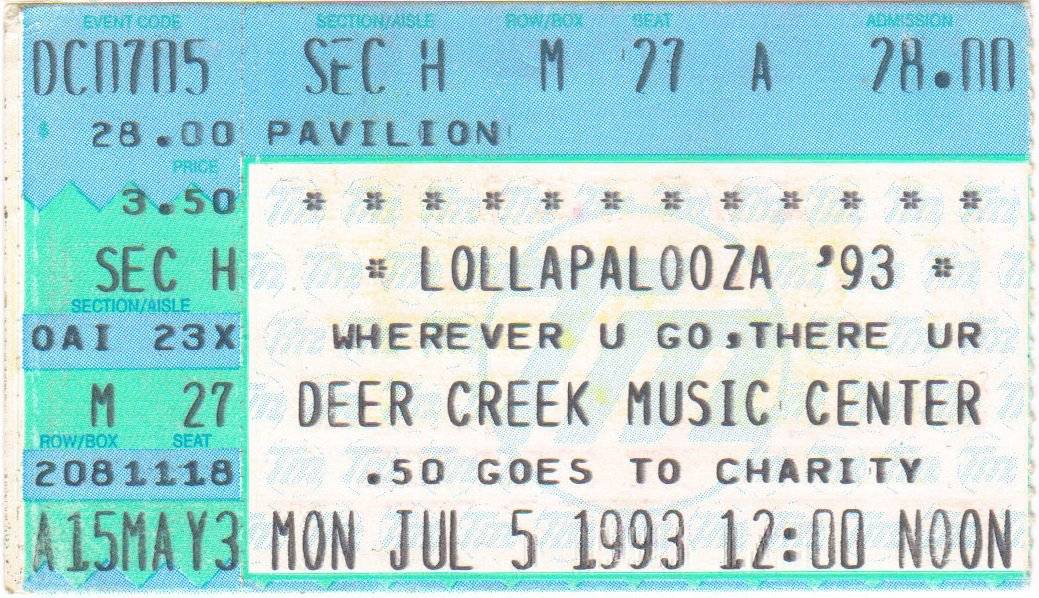 EVENT CODE SECTION/AISLE ROW/BOX SEAT ADMISSION
DC0705 SEC H M 27 A 28.00
$ 28.00 PAVILION
PRICE
3.50
SEC H * LOLLAPALOOZA '93 *
SECTION/AISLE
OAI 23X WHEREVER U GO,THERE UR
M 27 DEER CREEK MUSIC CENTER
ROW/BOX SEAT
2081118 .50 GOES TO CHARITY
A15MAY3 MON JUL 5 1993 12:00 NOON